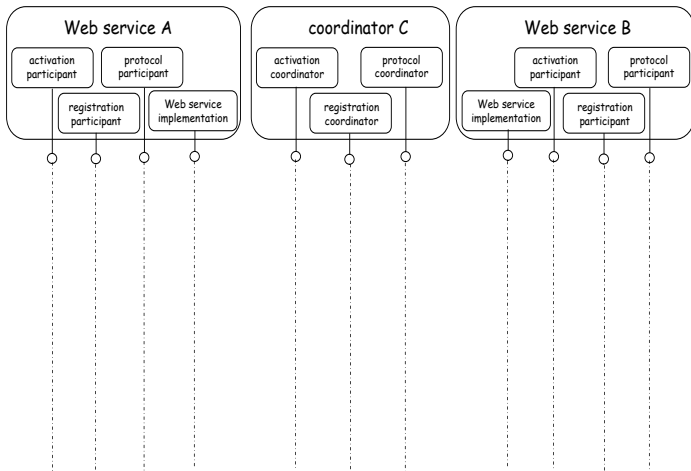 Web service A
activation
participant
protocol
participant
registration
participant
Web service
implementation
coordinator C
activation
coordinator
protocol
coordinator
registration
coordinator
Web service B
activation
participant
protocol
participant
Web service
implementation
registration
participant